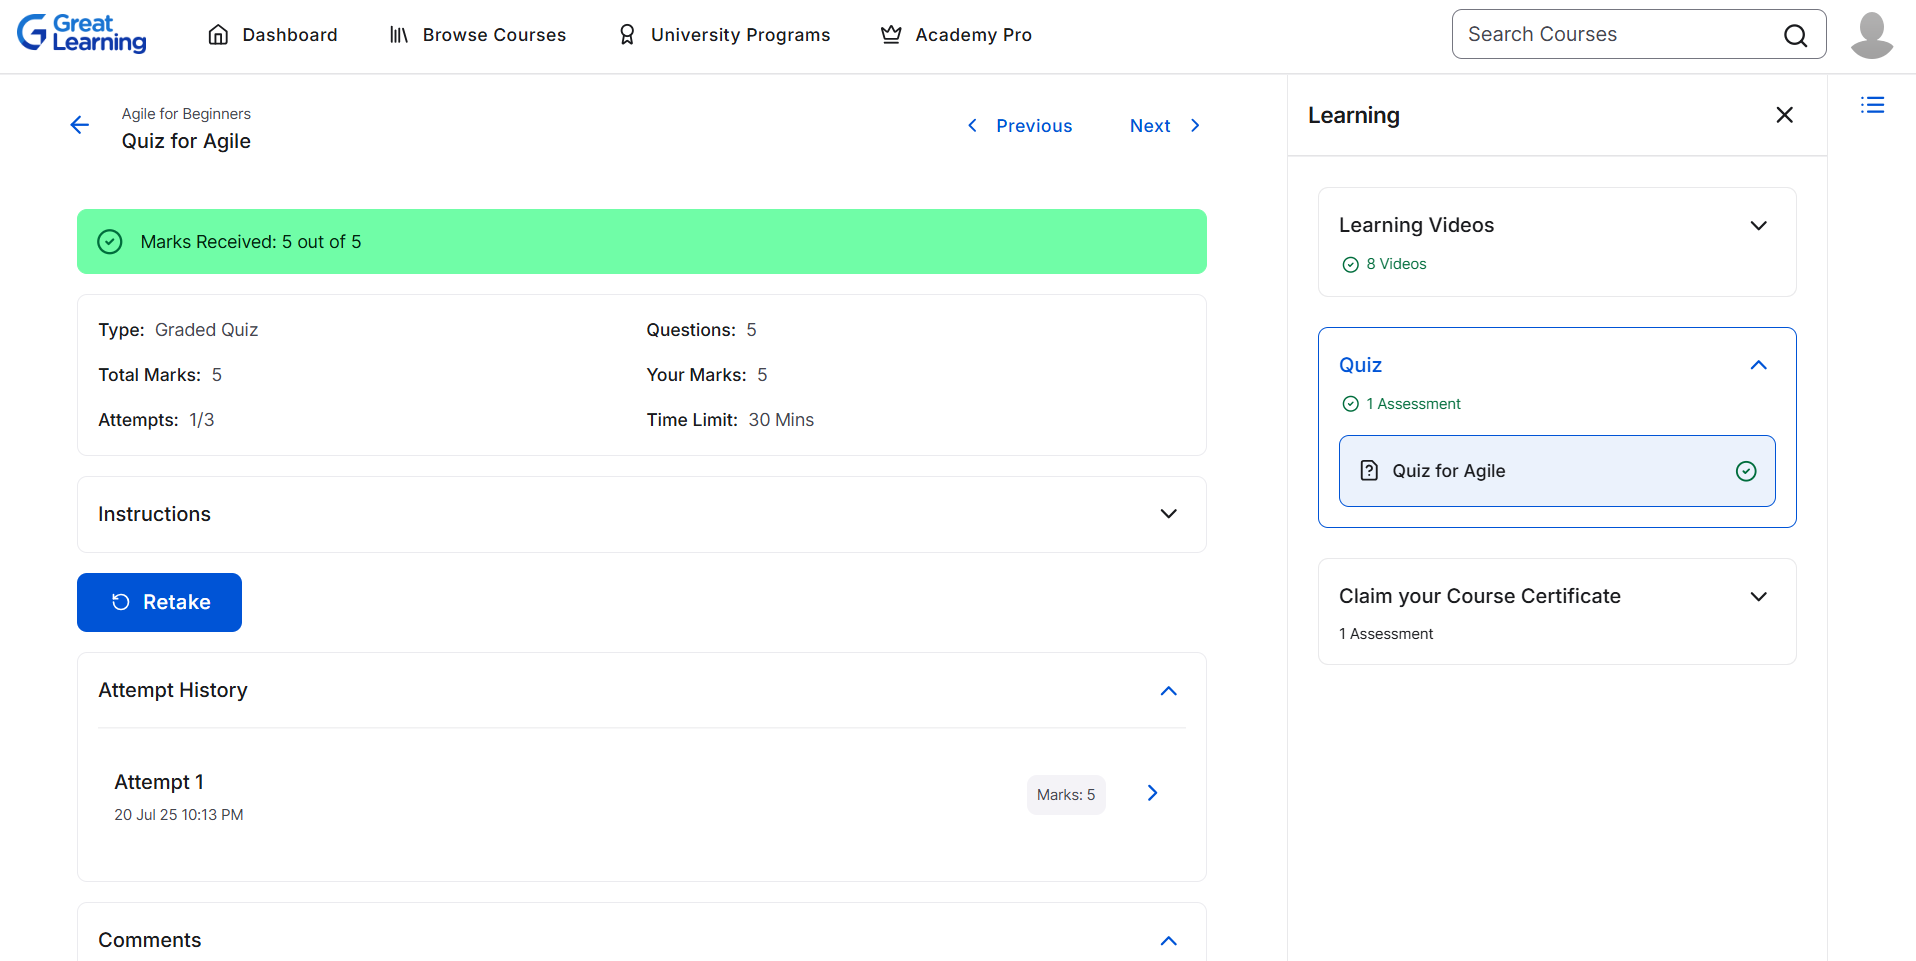 Great
Learning
Dashboard
Browse Courses
University Programs
Academy Pro
Search Courses
Agile for Beginners
Quiz for Agile
Previous
Next
Marks Received: 5 out of 5
Type: Graded Quiz
Questions: 5
Total Marks: 5
Your Marks: 5
Attempts: 1/3
Time Limit: 30 Mins
Instructions
Retake
Attempt History
Attempt 1
20 Jul 25 10:13 PM
Marks: 5
Comments
Learning
Learning Videos
8 Videos
Quiz
1 Assessment
Quiz for Agile
Claim your Course Certificate
1 Assessment